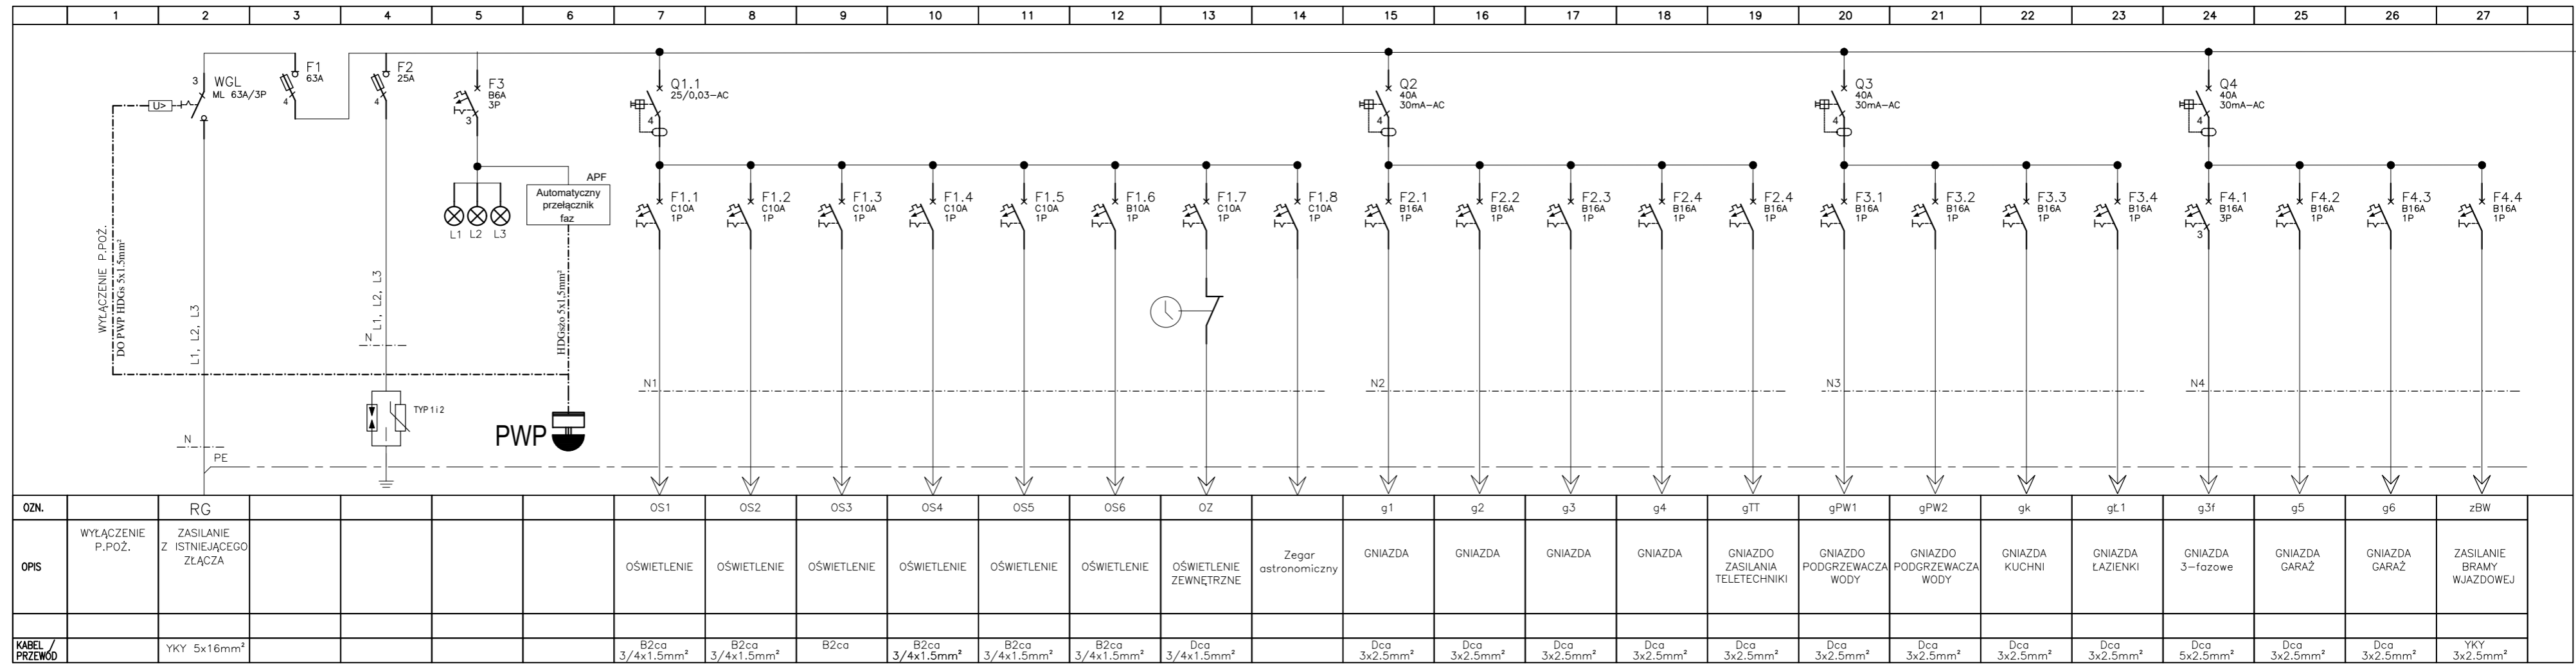 1 2 3 4 5 6 7 8 9 10 11 12 13 14 15 16 17 18 19 20 21 22 23 24 25 26 27
WYŁĄCZENIE P.POŻ.
DO PWP HDGs 5x1.5mm²
U>
3
WGL
ML 63A/3P
L1, L2, L3
N
PE
F1
63A
4
F2
25A
4
L1, L2, L3
N
TYP 1 i 2
F3
B6A
3P
3
L1 L2 L3
APF
Automatyczny
przełącznik
faz
HDGsżo 5x1,5mm²
PWP
Q1.1
25/0,03-AC
4
F1.1
C10A
1P
F1.2
C10A
1P
F1.3
C10A
1P
F1.4
C10A
1P
F1.5
C10A
1P
F1.6
B10A
1P
F1.7
C10A
1P
F1.8
C10A
1P
N1
Q2
40A
30mA-AC
4
F2.1
B16A
1P
F2.2
B16A
1P
F2.3
B16A
1P
F2.4
B16A
1P
F2.4
B16A
1P
N2
Q3
40A
30mA-AC
4
F3.1
B16A
1P
F3.2
B16A
1P
F3.3
B16A
1P
F3.4
B16A
1P
N3
Q4
40A
30mA-AC
4
F4.1
B16A
3P
3
F4.2
B16A
1P
F4.3
B16A
1P
F4.4
B16A
1P
N4
OZN. RG OS1 OS2 OS3 OS4 OS5 OS6 OZ g1 g2 g3 g4 gTT gPW1 gPW2 gk gŁ1 g3f g5 g6 zBW
OPIS
WYŁĄCZENIE
P.POŻ.
ZASILANIE
Z ISTNIEJĄCEGO
ZŁĄCZA
OŚWIETLENIE
OŚWIETLENIE
OŚWIETLENIE
OŚWIETLENIE
OŚWIETLENIE
OŚWIETLENIE
OŚWIETLENIE
ZEWNĘTRZNE
Zegar
astronomiczny
GNIAZDA
GNIAZDA
GNIAZDA
GNIAZDA
GNIAZDO
ZASILANIA
TELETECHNIKI
GNIAZDO
PODGRZEWACZA
WODY
GNIAZDO
PODGRZEWACZA
WODY
GNIAZDA
KUCHNI
GNIAZDA
ŁAZIENKI
GNIAZDA
3-fazowe
GNIAZDA
GARAŻ
GNIAZDA
GARAŻ
ZASILANIE
BRAMY
WJAZDOWEJ
KABEL/
PRZEWÓD
YKY 5x16mm²
B2ca
3/4x1.5mm²
B2ca
3/4x1.5mm²
B2ca
B2ca
3/4x1.5mm²
B2ca
3/4x1.5mm²
B2ca
3/4x1.5mm²
Dca
3/4x1.5mm²
Dca
3x2.5mm²
Dca
3x2.5mm²
Dca
3x2.5mm²
Dca
3x2.5mm²
Dca
3x2.5mm²
Dca
3x2.5mm²
Dca
3x2.5mm²
Dca
3x2.5mm²
Dca
3x2.5mm²
Dca
5x2.5mm²
Dca
3x2.5mm²
Dca
3x2.5mm²
YKY
3x2.5mm²